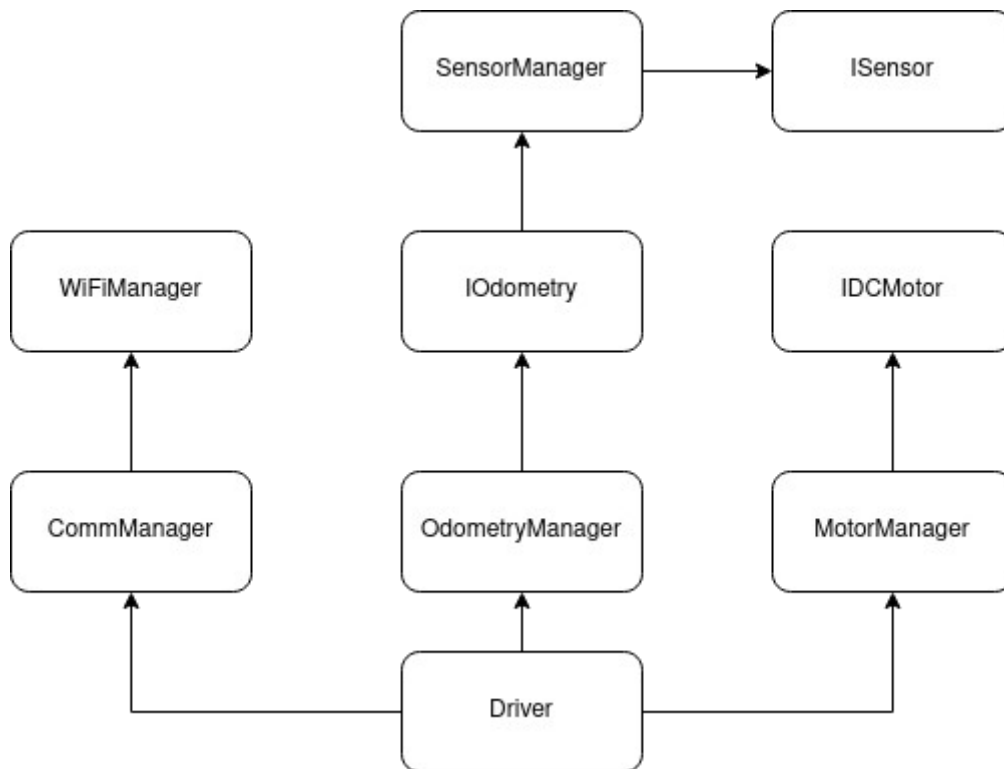 SensorManager
ISensor
WiFiManager
IOdometry
IDCMotor
CommManager
OdometryManager
MotorManager
Driver